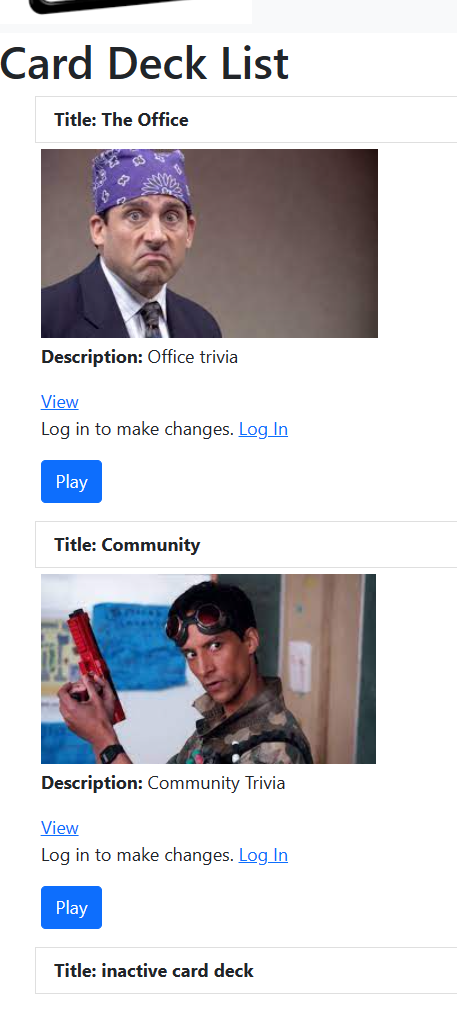 Card Deck List
Title: The Office
Description: Office trivia
View
Log in to make changes. Log In
Play
Title: Community
Description: Community Trivia
View
Log in to make changes. Log In
Play
Title: inactive card deck